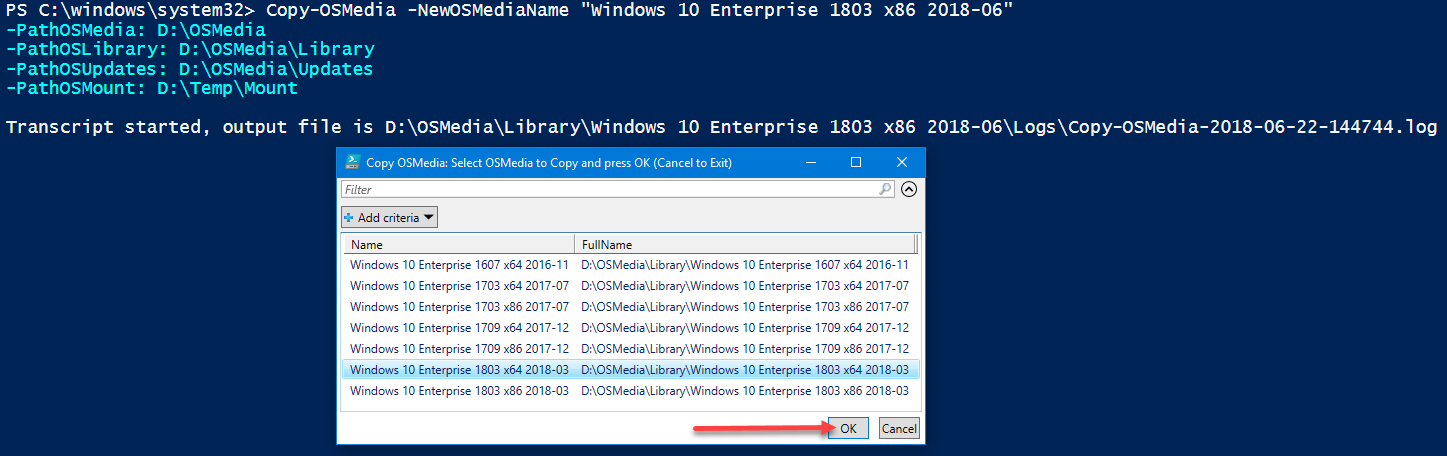 PS C:\windows\system32> Copy-OSMedia -NewOSMediaName "Windows 10 Enterprise 1803 x86 2018-06"
-PathOSMedia: D:\OSMedia
-PathOSLibrary: D:\OSMedia\Library
-PathOSUpdates: D:\OSMedia\Updates
-PathOSMount: D:\Temp\Mount
Transcript started, output file is D:\OSMedia\Library\Windows 10 Enterprise 1803 x86 2018-06\Logs\Copy-OSMedia-2018-06-22-144744.log
Copy OSMedia: Select OSMedia to Copy and press OK (Cancel to Exit)
Filter
Add criteria
Name FullName
Windows 10 Enterprise 1607 x64 2016-11 D:\OSMedia\Library\Windows 10 Enterprise 1607 x64 2016-11
Windows 10 Enterprise 1703 x64 2017-07 D:\OSMedia\Library\Windows 10 Enterprise 1703 x64 2017-07
Windows 10 Enterprise 1703 x86 2017-07 D:\OSMedia\Library\Windows 10 Enterprise 1703 x86 2017-07
Windows 10 Enterprise 1709 x64 2017-12 D:\OSMedia\Library\Windows 10 Enterprise 1709 x64 2017-12
Windows 10 Enterprise 1709 x86 2017-12 D:\OSMedia\Library\Windows 10 Enterprise 1709 x86 2017-12
Windows 10 Enterprise 1803 x64 2018-03 D:\OSMedia\Library\Windows 10 Enterprise 1803 x64 2018-03
Windows 10 Enterprise 1803 x86 2018-03 D:\OSMedia\Library\Windows 10 Enterprise 1803 x86 2018-03
OK Cancel